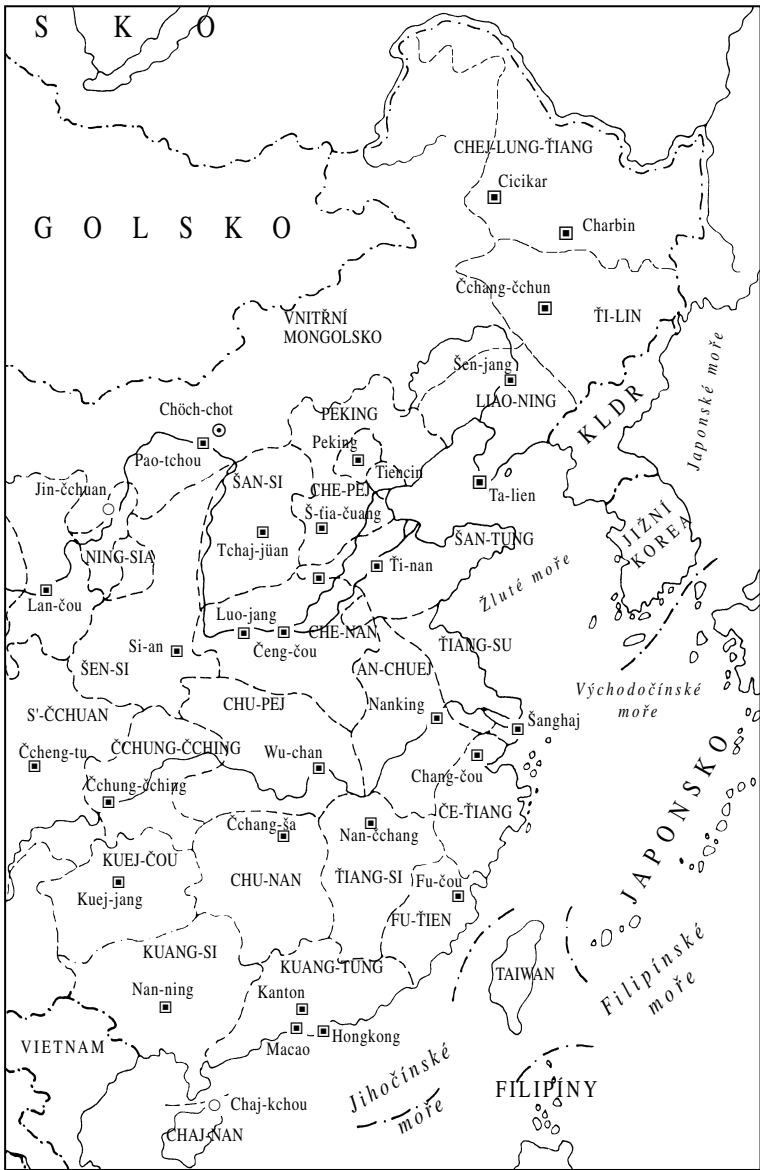 S K O
CHEJ-LUNG-ŤIANG
Cicikar
G O L S K O
Charbin
Čchang-čchun
VNITŘNÍ
MONGOLSKO
ŤI-LIN
Japonské moře
Šen-jang
LIAO-NING
KLDR
Chöch-chot
PEKING
Pao-tchou
Peking
Tiencin
Jin-čchuan
ŠAN-SI
CHE-PEJ
Ta-lien
Š-ťia-čuang
JIŽNÍ
KOREA
ŠAN-TUNG
Tchaj-jüan
NING-SIA
Ťi-nan
Žluté moře
Lan-čou
Luo-jang
CHE-NAN
Si-an
Čeng-čou
ŤIANG-SU
ŠEN-SI
AN-CHUEJ
Východočínské
moře
CHU-PEJ
S'-ČCHUAN
Nanking
Šanghaj
ČCHUNG-ČCHING
Wu-chan
Čcheng-tu
Chang-čou
JAPONSKO
Čchung-čching
ČE-ŤIANG
Čchang-ša
Nan-čchang
KUEJ-ČOU
CHU-NAN
ŤIANG-SI
Fu-čou
Kuej-jang
FU-ŤIEN
KUANG-SI
KUANG-TUNG
TAIWAN
Filipínské
moře
Nan-ning
Kanton
Hongkong
VIETNAM
Macao
Jihočínské
moře
FILIPÍNY
Chaj-kchou
CHAJ-NAN